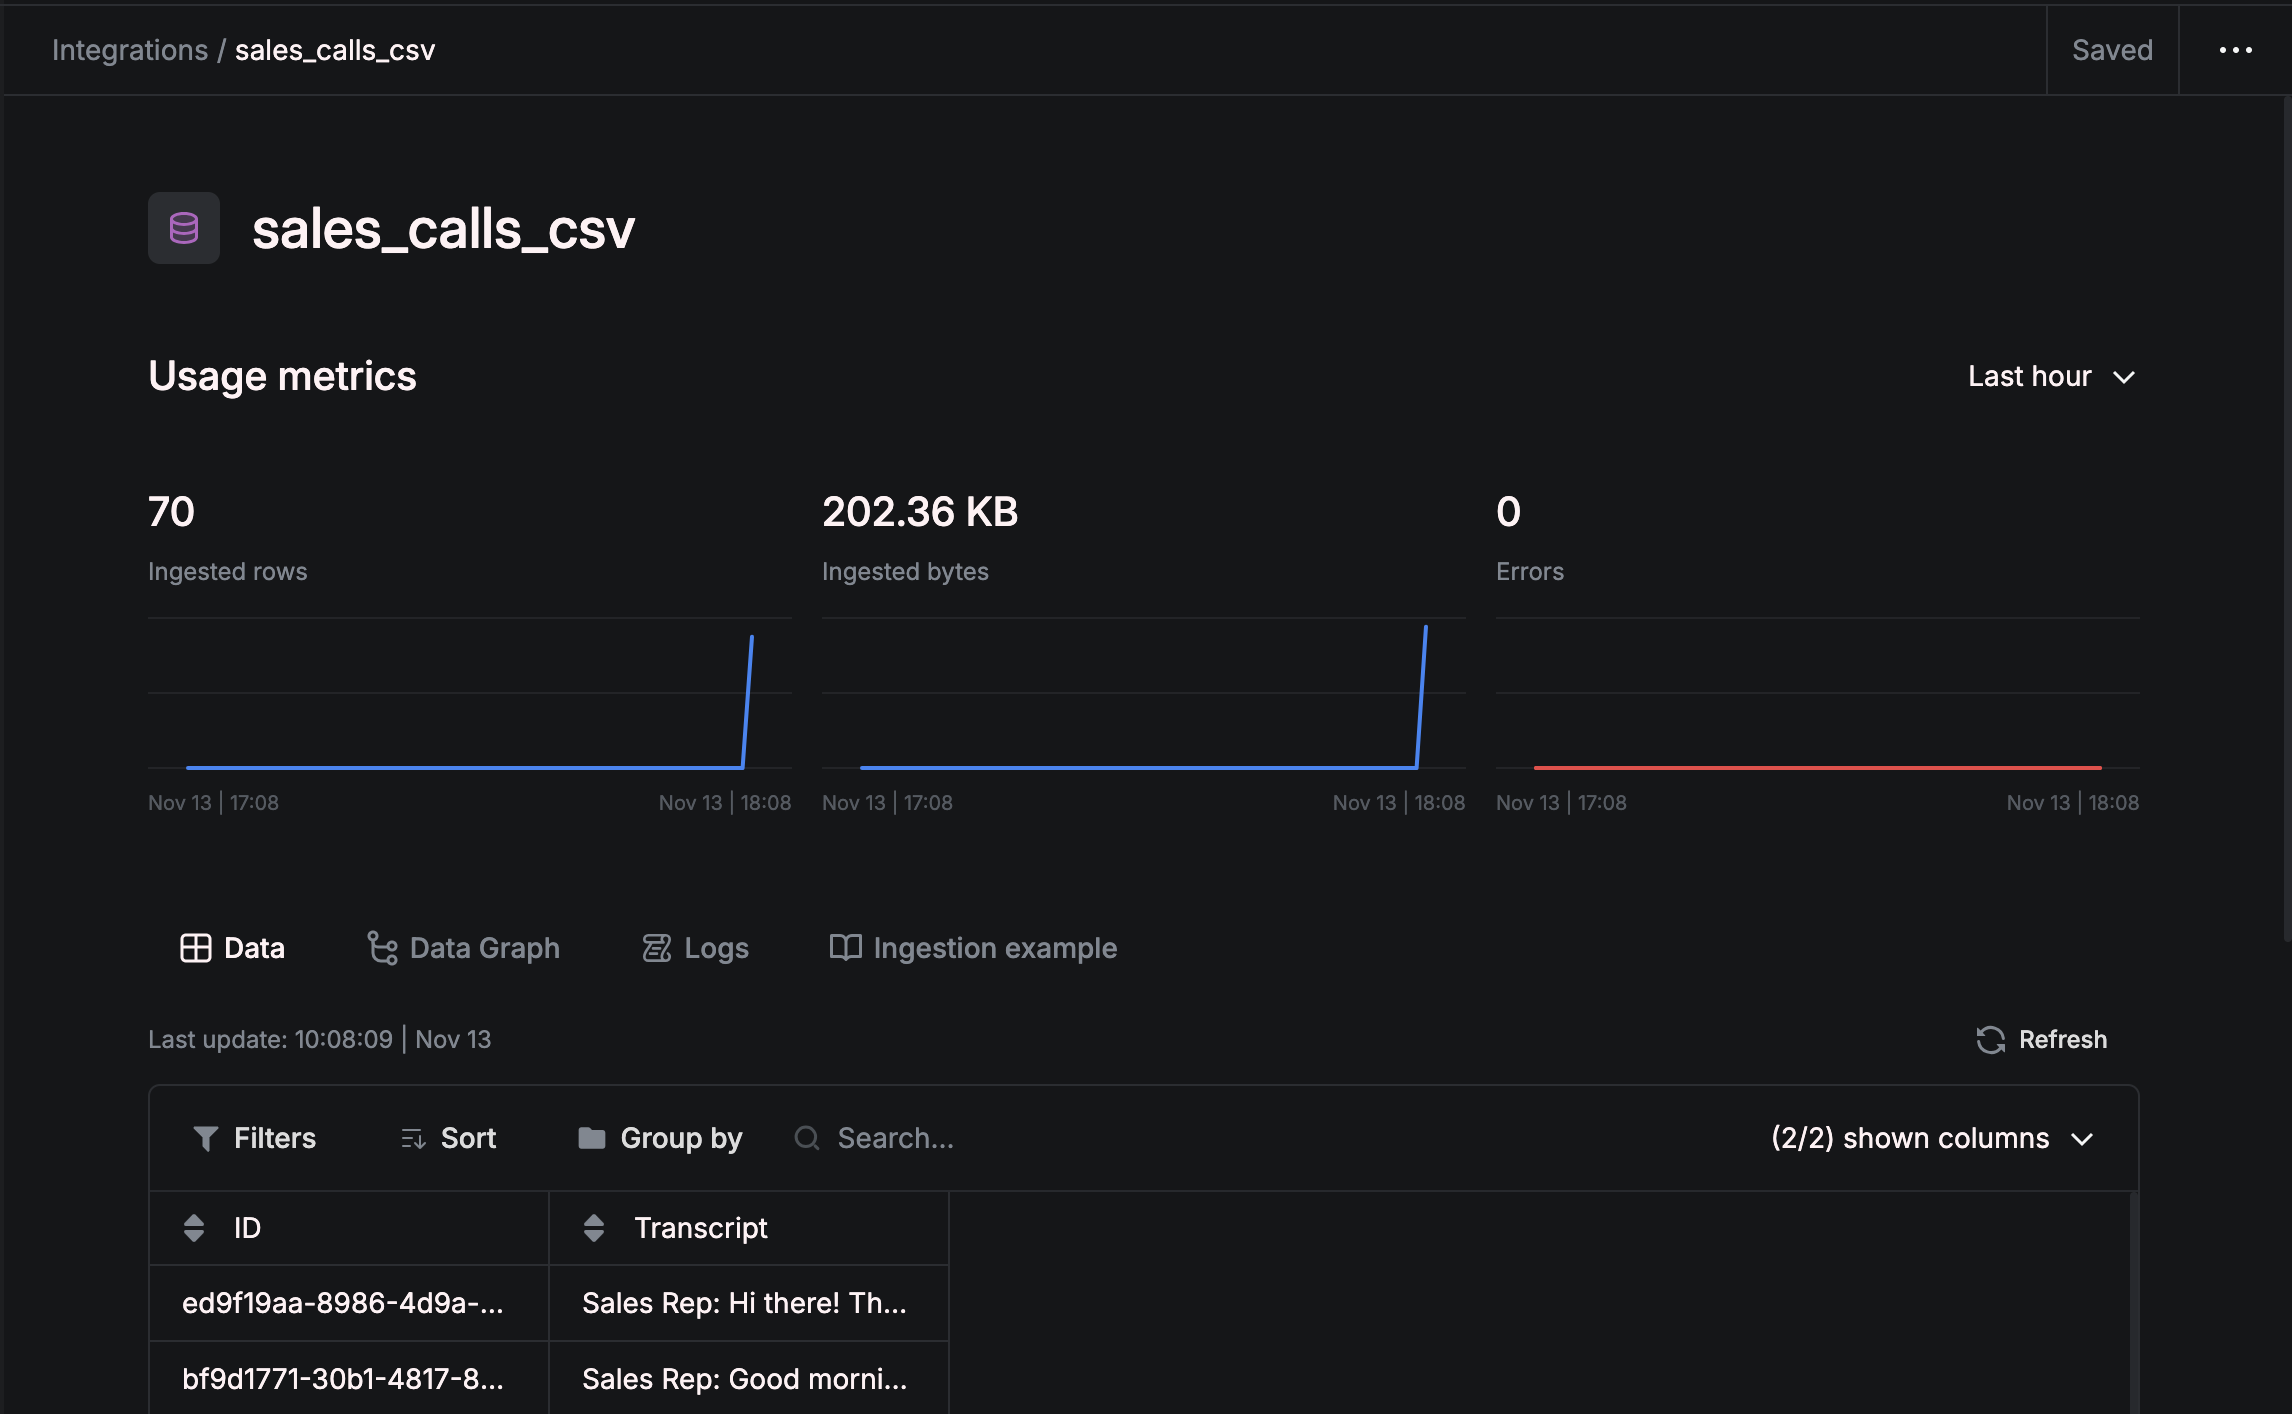 Integrations / sales_calls_csv
Saved
sales_calls_csv
Usage metrics
Last hour
70
Ingested rows
Nov 13 | 17:08
Nov 13 | 18:08
202.36 KB
Ingested bytes
Nov 13 | 17:08
Nov 13 | 18:08
0
Errors
Nov 13 | 17:08
Nov 13 | 18:08
Data
Data Graph
Logs
Ingestion example
Last update: 10:08:09 | Nov 13
Refresh
Filters
Sort
Group by
Search...
(2/2) shown columns
ID
Transcript
ed9f19aa-8986-4d9a-...
Sales Rep: Hi there! Th...
bf9d1771-30b1-4817-8...
Sales Rep: Good morni...